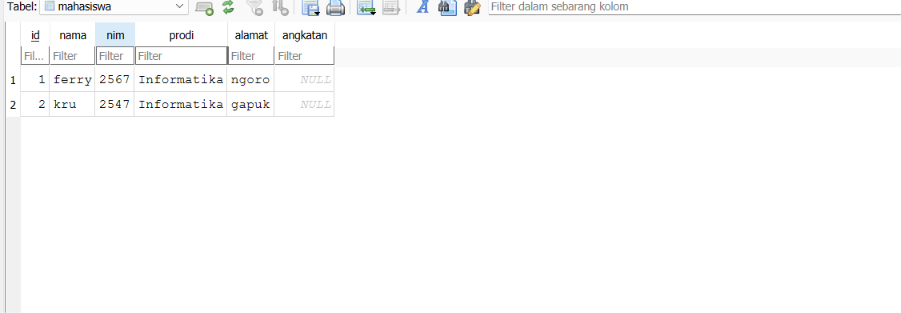 Tabel: mahasiswa Filter dalam sebarang kolom
id nama nim prodi alamat angkatan
Fil... Filter Filter Filter Filter Filter
1 1 ferry 2567 Informatika ngoro NULL
2 2 kru 2547 Informatika gapuk NULL